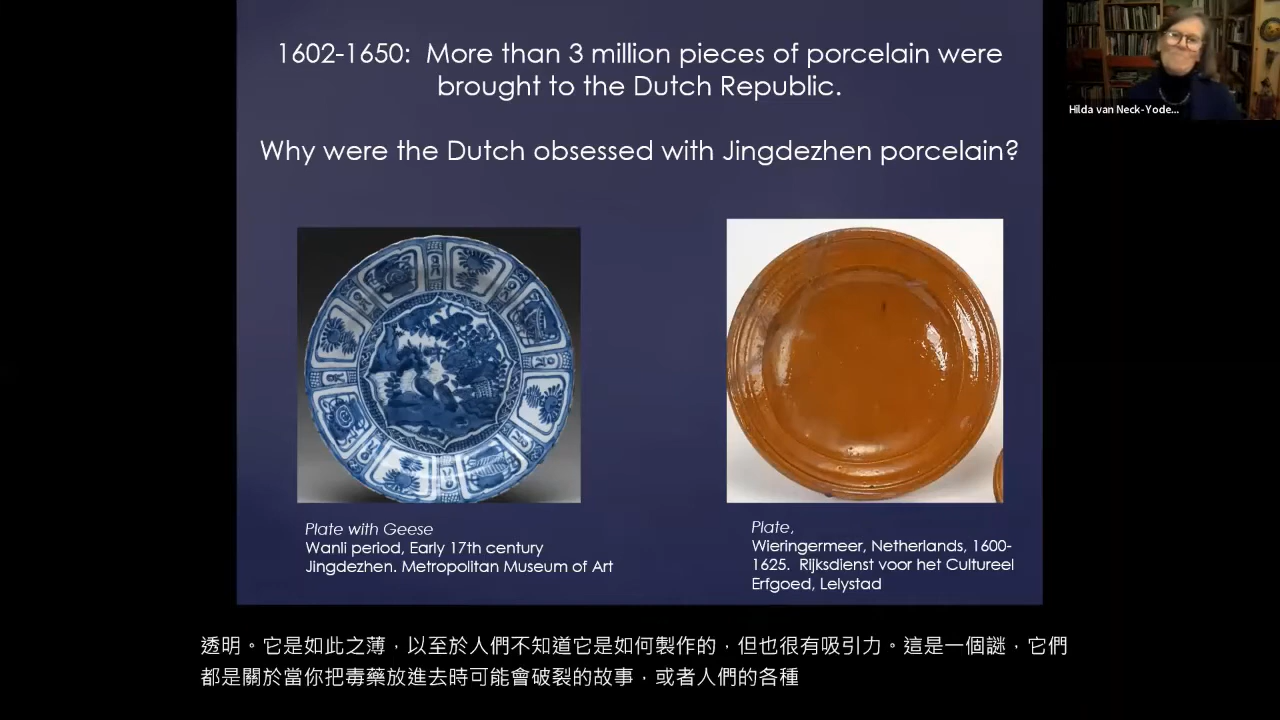 1602-1650: More than 3 million pieces of porcelain were
brought to the Dutch Republic.
Why were the Dutch obsessed with Jingdezhen porcelain?
Hilda van Neck-Yode...
Plate with Geese
Wanli period, Early 17th century
Jingdezhen. Metropolitan Museum of Art
Plate,
Wieringermeer, Netherlands, 1600-
1625. Rijksdienst voor het Cultureel
Erfgoed, Lelystad
透明。它是如此之薄，以至於人們不知道它是如何製作的，但也很有吸引力。這是一個謎，它們
都是關於當你把毒藥放進去時可能會破裂的故事，或者人們的各種